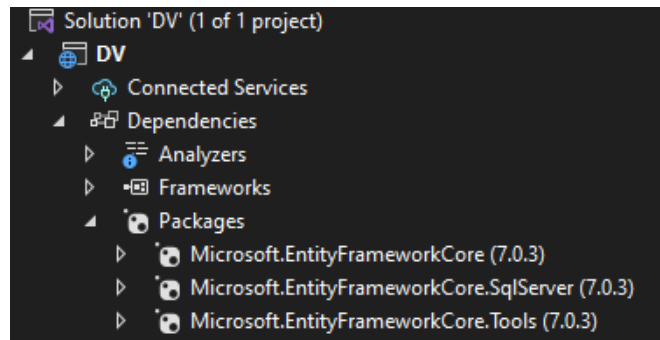 Solution 'DV' (1 of 1 project)
DV
Connected Services
Dependencies
Analyzers
Frameworks
Packages
Microsoft.EntityFrameworkCore (7.0.3)
Microsoft.EntityFrameworkCore.SqlServer (7.0.3)
Microsoft.EntityFrameworkCore.Tools (7.0.3)